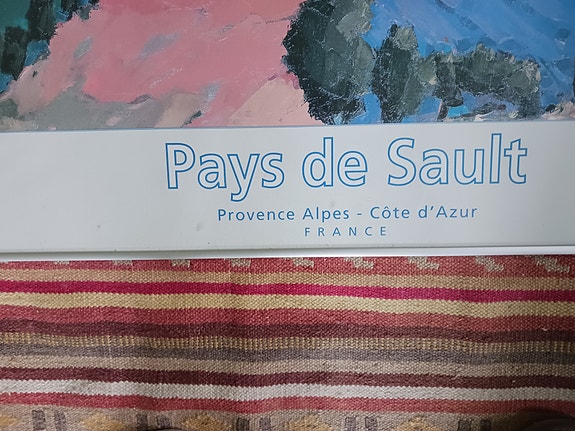 Pays de Sault
Provence Alpes - Côte d'Azur
FRANCE